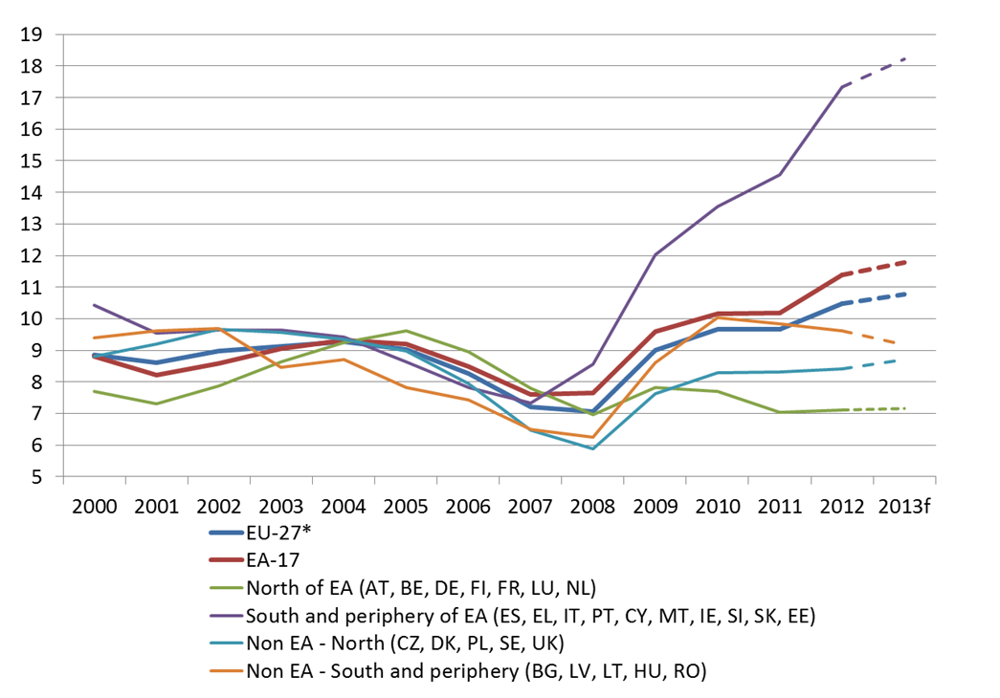 19
18
17
16
15
14
13
12
11
10
9
8
7
6
5
2000 2001 2002 2003 2004 2005 2006 2007 2008 2009 2010 2011 2012 2013f
EU-27*
EA-17
North of EA (AT, BE, DE, FI, FR, LU, NL)
South and periphery of EA (ES, EL, IT, PT, CY, MT, IE, SI, SK, EE)
Non EA - North (CZ, DK, PL, SE, UK)
Non EA - South and periphery (BG, LV, LT, HU, RO)